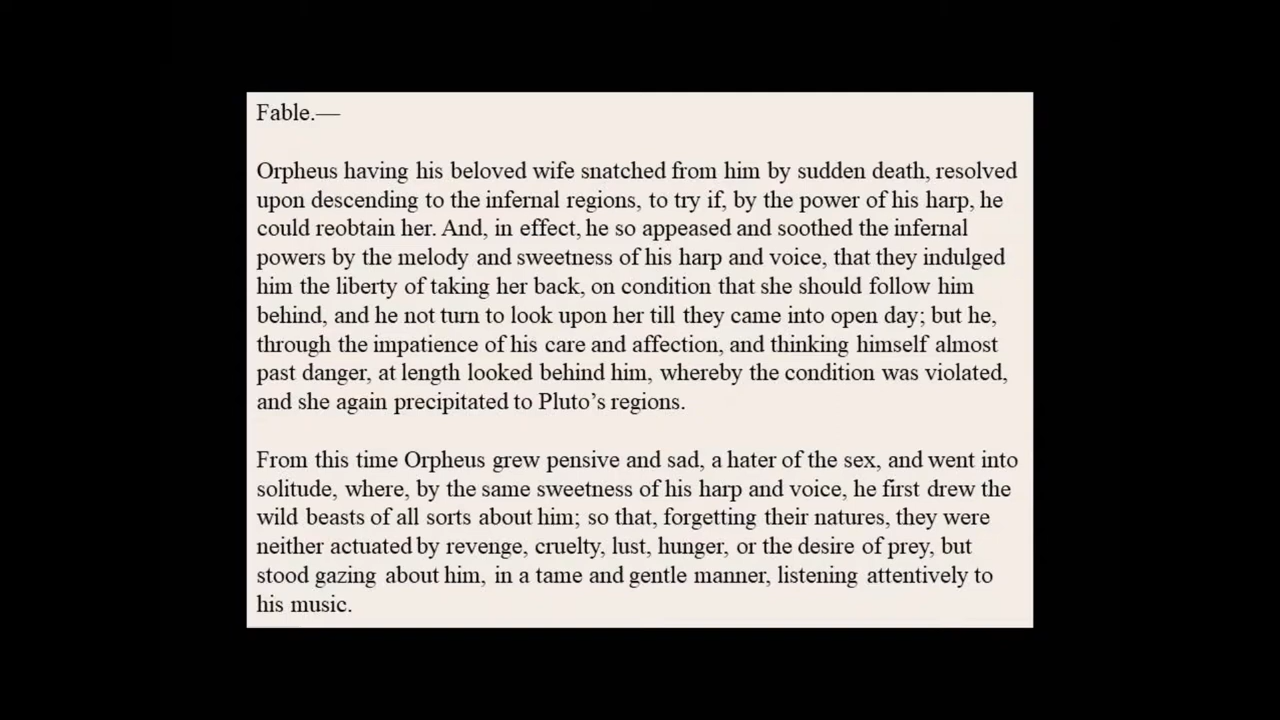 Fable.—
Orpheus having his beloved wife snatched from him by sudden death, resolved
upon descending to the infernal regions, to try if, by the power of his harp, he
could reobtain her. And, in effect, he so appeased and soothed the infernal
powers by the melody and sweetness of his harp and voice, that they indulged
him the liberty of taking her back, on condition that she should follow him
behind, and he not turn to look upon her till they came into open day; but he,
through the impatience of his care and affection, and thinking himself almost
past danger, at length looked behind him, whereby the condition was violated,
and she again precipitated to Pluto’s regions.
From this time Orpheus grew pensive and sad, a hater of the sex, and went into
solitude, where, by the same sweetness of his harp and voice, he first drew the
wild beasts of all sorts about him; so that, forgetting their natures, they were
neither actuated by revenge, cruelty, lust, hunger, or the desire of prey, but
stood gazing about him, in a tame and gentle manner, listening attentively to
his music.